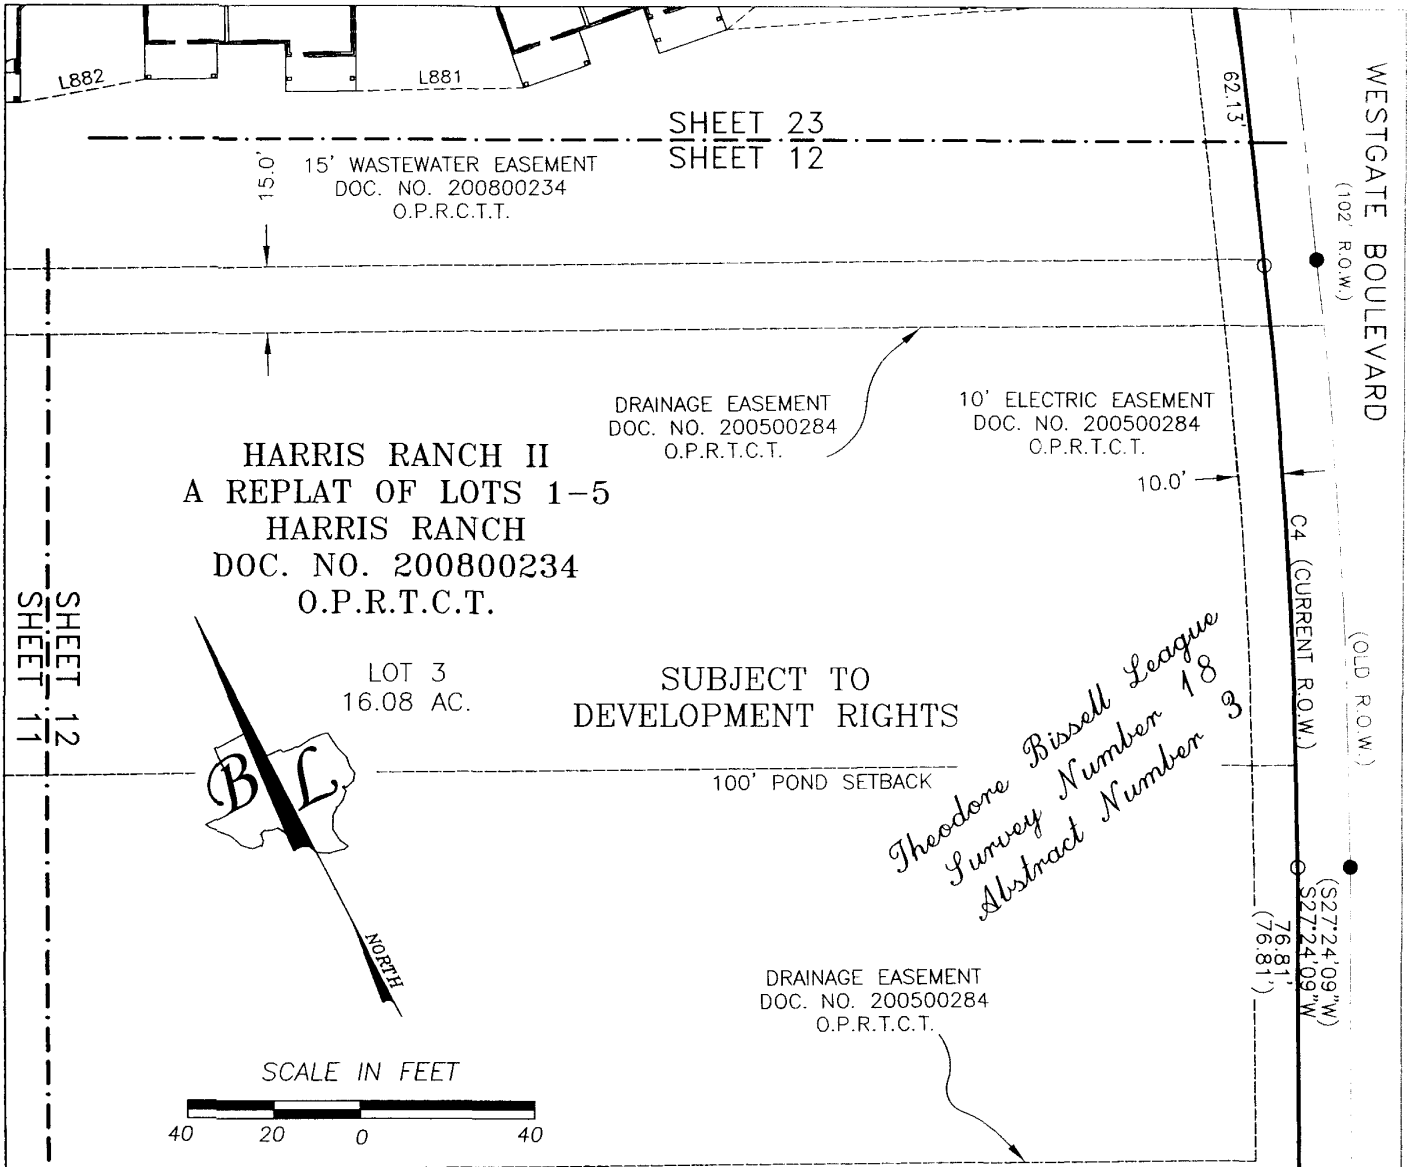 L882
L881
62.13'
WESTGATE BOULEVARD
(102' R.O.W.)
SHEET 23
SHEET 12
15.0'
15' WASTEWATER EASEMENT
DOC. NO. 200800234
O.P.R.C.T.T.
DRAINAGE EASEMENT
DOC. NO. 200500284
O.P.R.T.C.T.
10' ELECTRIC EASEMENT
DOC. NO. 200500284
O.P.R.T.C.T.
10.0'
HARRIS RANCH II
A REPLAT OF LOTS 1-5
HARRIS RANCH
DOC. NO. 200800234
O.P.R.T.C.T.
C4 (CURRENT R.O.W.)
(OLD R.O.W.)
SHEET 12
SHEET 11
LOT 3
16.08 AC.
SUBJECT TO
DEVELOPMENT RIGHTS
Theodore Bissell League
Survey Number 18
Abstract Number 3
100' POND SETBACK
B L
NORTH
(S27°24'09"W)
S27°24'09"W
76.81'
(76.81')
DRAINAGE EASEMENT
DOC. NO. 200500284
O.P.R.T.C.T.
SCALE IN FEET
40 20 0 40